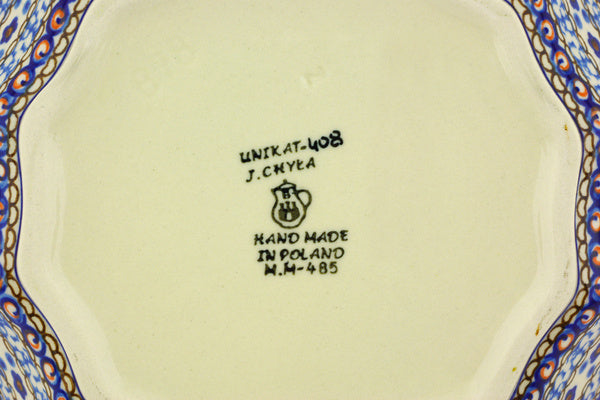 UNIKAT-408
J. CHYŁA
B
HAND MADE
IN POLAND
M.M-485